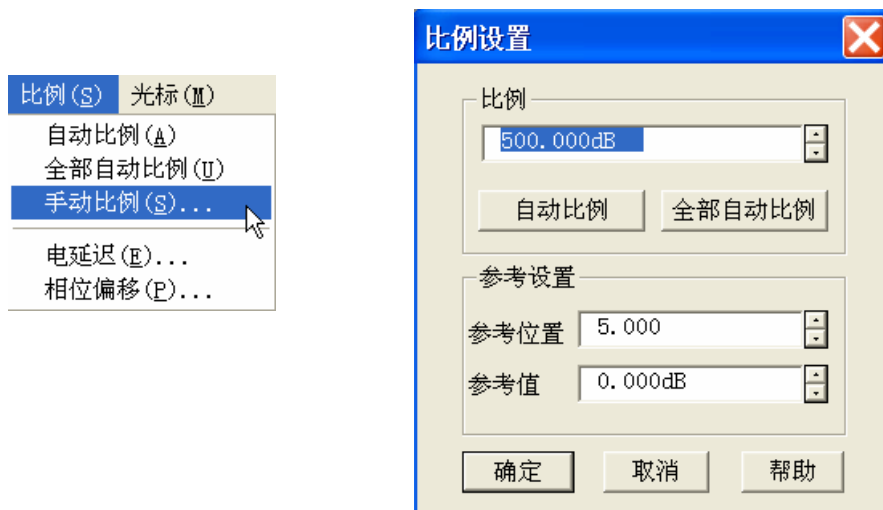 比例(S) 光标(M)
自动比例(A)
全部自动比例(U)
手动比例(S)...
电延迟(E)...
相位偏移(P)...
比例设置
比例
500.000dB
自动比例 全部自动比例
参考设置
参考位置 5.000
参考值 0.000dB
确定 取消 帮助